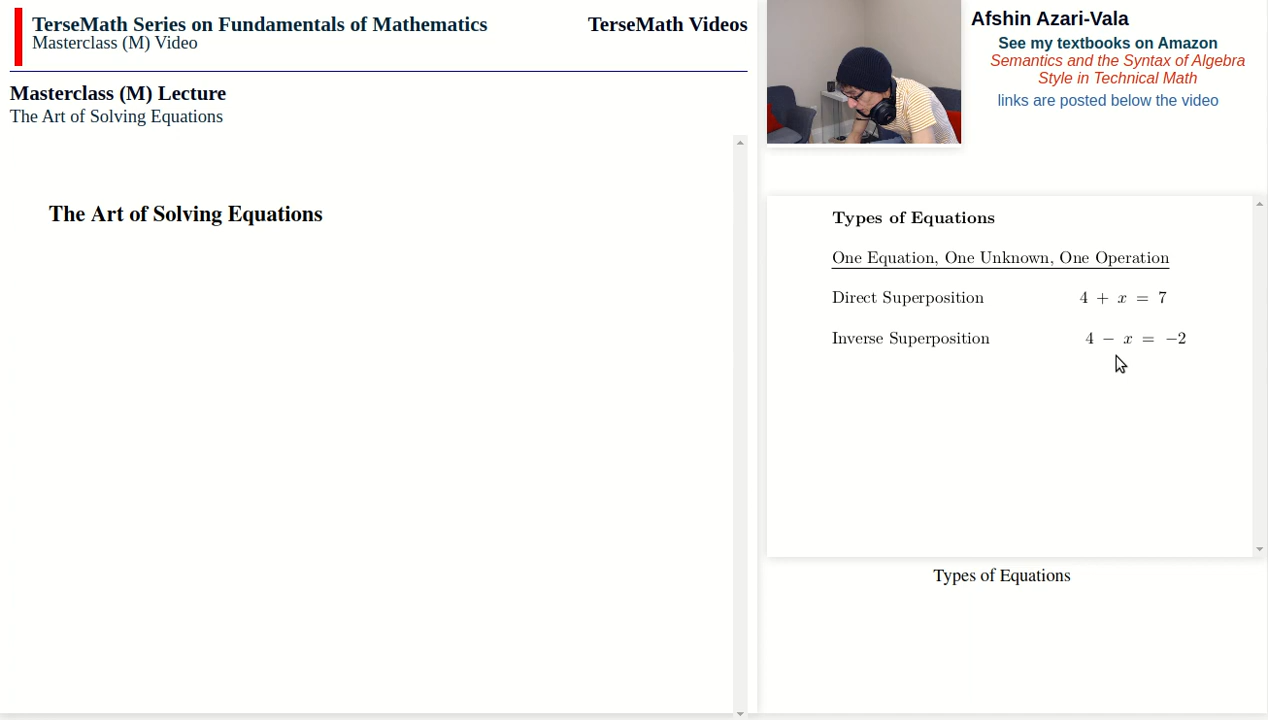 TerseMath Series on Fundamentals of Mathematics
TerseMath Videos
Masterclass (M) Video
Masterclass (M) Lecture
The Art of Solving Equations
The Art of Solving Equations
Afshin Azari-Vala
See my textbooks on Amazon
Semantics and the Syntax of Algebra
Style in Technical Math
links are posted below the video
Types of Equations
One Equation, One Unknown, One Operation
Direct Superposition 4 + x = 7
Inverse Superposition 4 − x = −2
Types of Equations